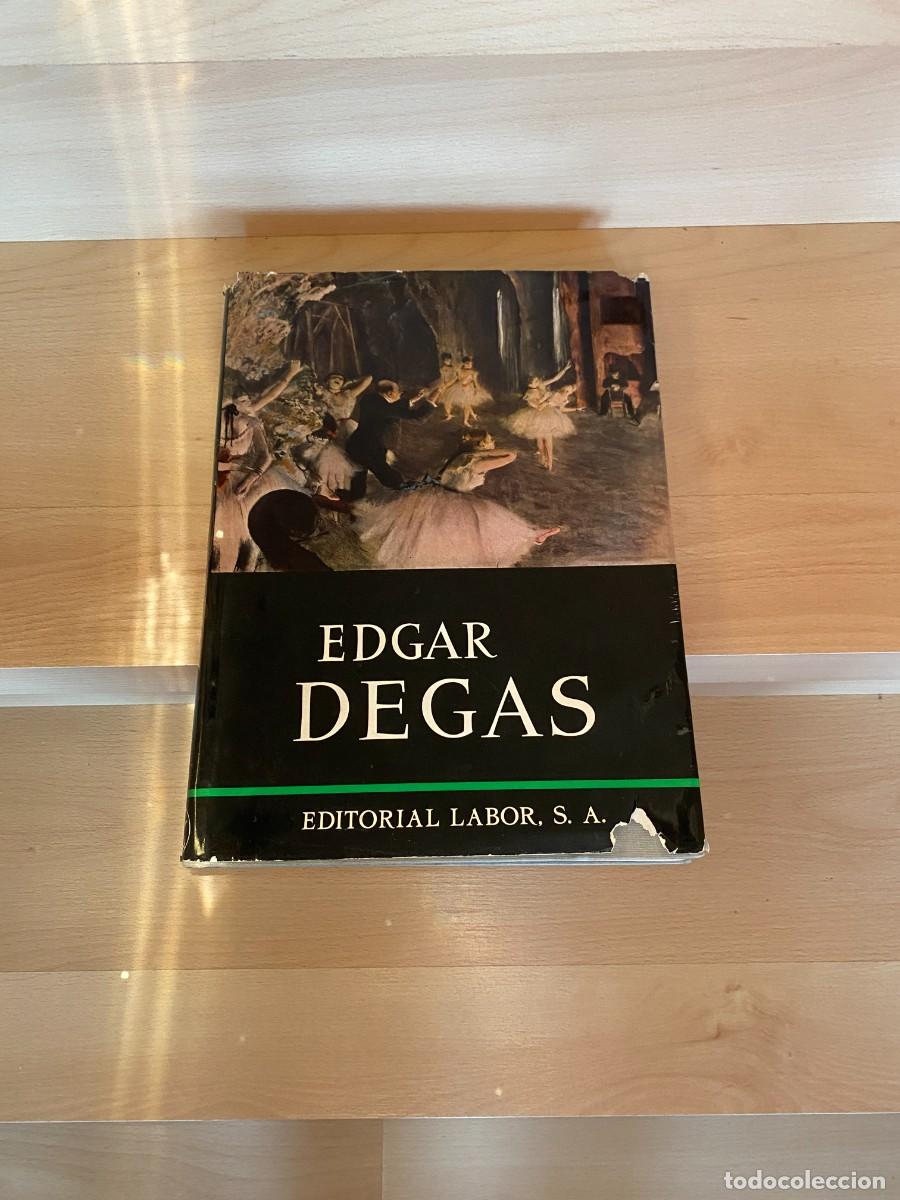 EDGAR
DEGAS
EDITORIAL LABOR, S. A.
todocoleccion